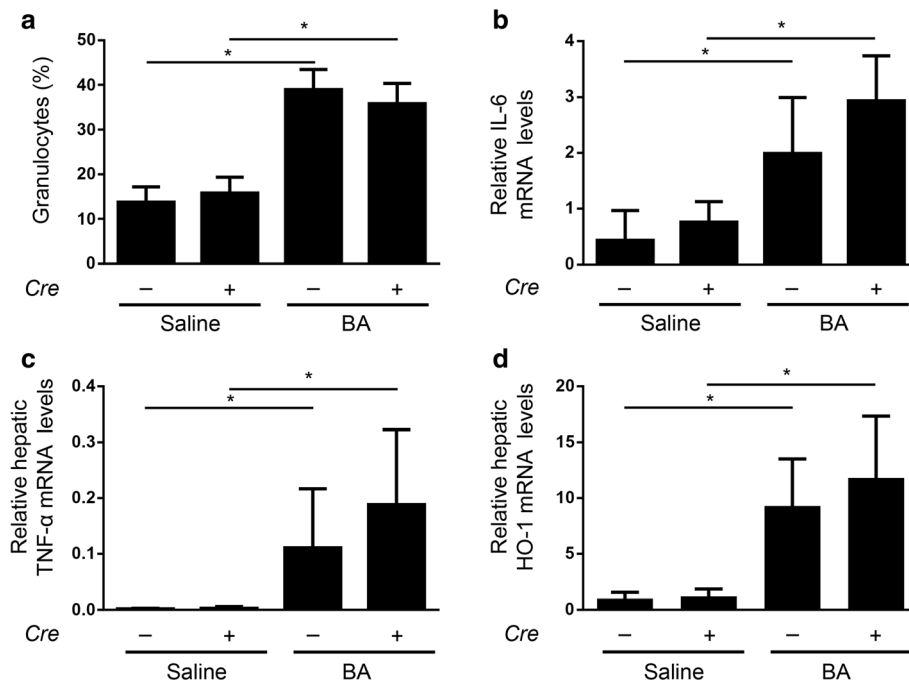 a
Granulocytes (%)
50
40
30
20
10
0
*
*
Cre – + – +
Saline BA
b
Relative IL-6
mRNA levels
4
3
2
1
0
*
*
Cre – + – +
Saline BA
c
Relative hepatic
TNF-α mRNA levels
0.4
0.3
0.2
0.1
0.0
*
*
Cre – + – +
Saline BA
d
Relative hepatic
HO-1 mRNA levels
20
15
10
5
0
*
*
Cre – + – +
Saline BA